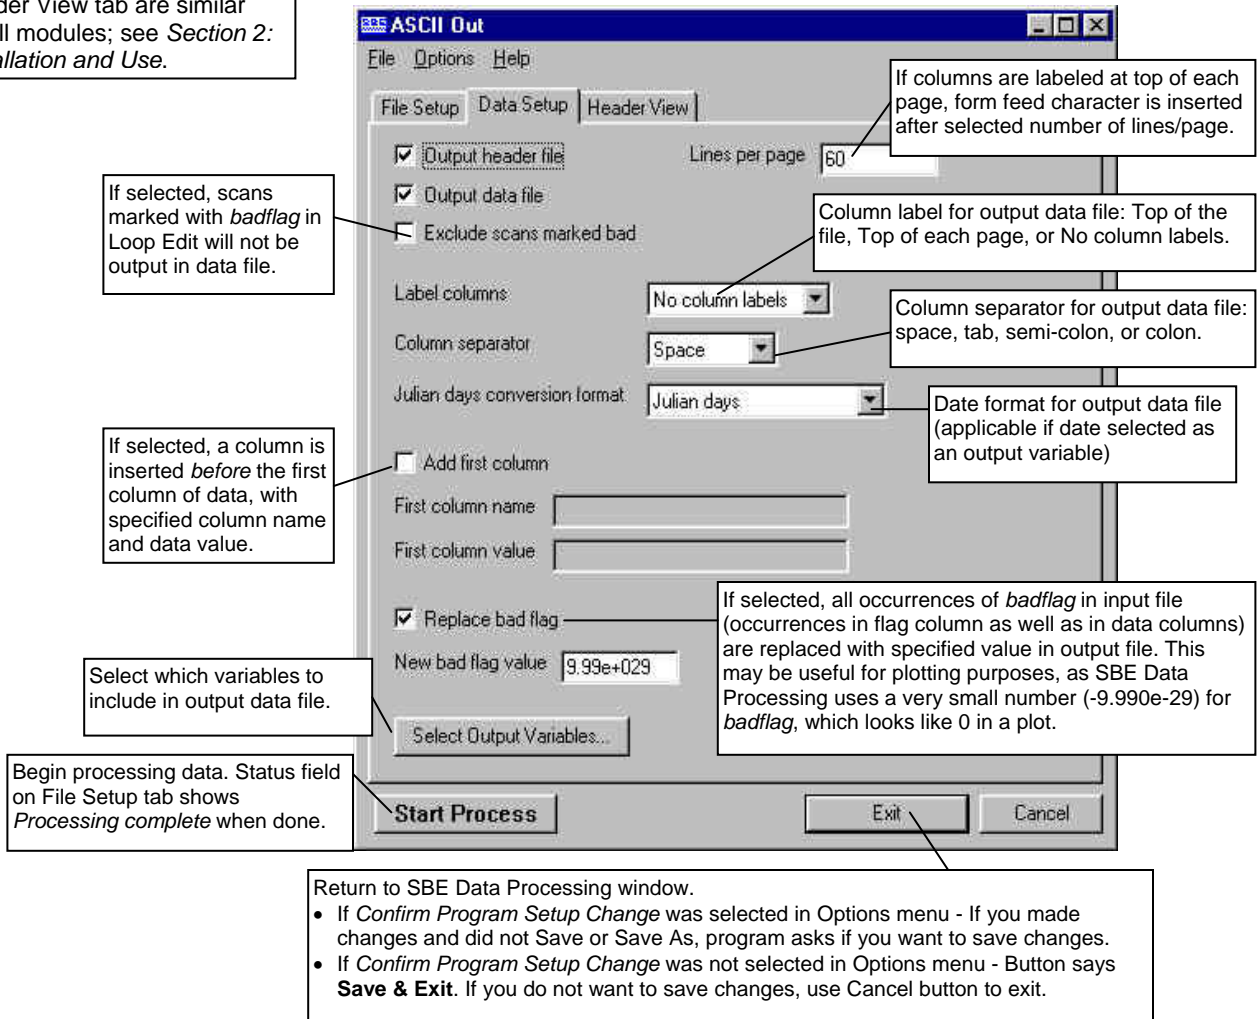 der View tab are similar
ll modules; see Section 2:
allation and Use.
SBE ASCII Out
File Options Help
File Setup Data Setup Header View
If columns are labeled at top of each
page, form feed character is inserted
after selected number of lines/page.
Output header file
Lines per page 60
Output data file
Exclude scans marked bad
If selected, scans
marked with badflag in
Loop Edit will not be
output in data file.
Column label for output data file: Top of the
file, Top of each page, or No column labels.
Label columns No column labels
Column separator for output data file:
space, tab, semi-colon, or colon.
Column separator Space
Julian days conversion format Julian days
Date format for output data file
(applicable if date selected as
an output variable)
If selected, a column is
inserted before the first
column of data, with
specified column name
and data value.
Add first column
First column name
First column value
Replace bad flag
New bad flag value 9.99e+029
If selected, all occurrences of badflag in input file
(occurrences in flag column as well as in data columns)
are replaced with specified value in output file. This
may be useful for plotting purposes, as SBE Data
Processing uses a very small number (-9.990e-29) for
badflag, which looks like 0 in a plot.
Select which variables to
include in output data file.
Select Output Variables...
Begin processing data. Status field
on File Setup tab shows
Processing complete when done.
Start Process
Exit
Cancel
Return to SBE Data Processing window.
• If Confirm Program Setup Change was selected in Options menu - If you made
changes and did not Save or Save As, program asks if you want to save changes.
• If Confirm Program Setup Change was not selected in Options menu - Button says
Save & Exit. If you do not want to save changes, use Cancel button to exit.